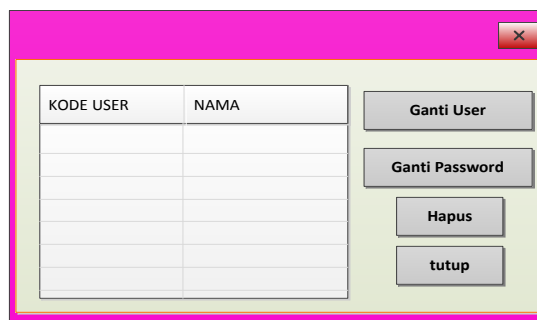 KODE USER NAMA
Ganti User
Ganti Password
Hapus
tutup